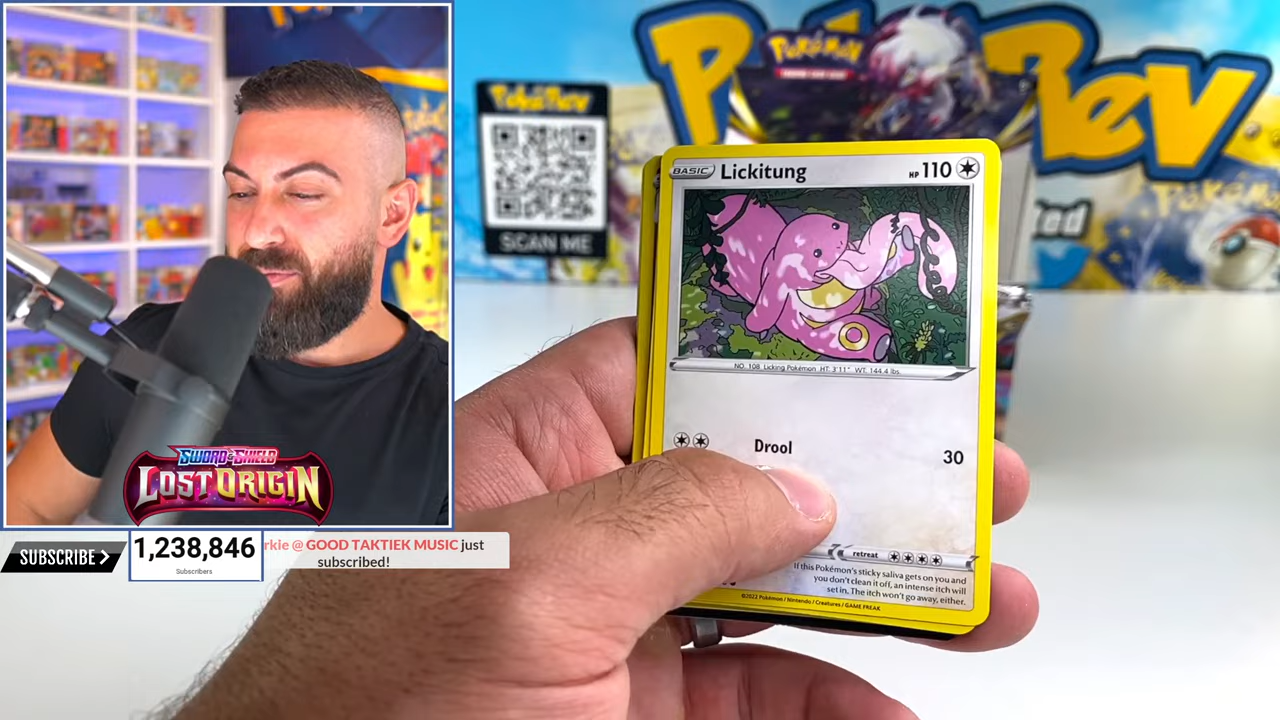 PokéRev
SCAN ME
Pokémon
P
Rev
Pokémon
BASIC Lickitung HP 110
NO. 108 Licking Pokémon HT: 3'11" WT: 144.4 lbs.
Drool 30
retreat
If this Pokémon's sticky saliva gets on you and
you don't clean it off, an intense itch will
set in. The itch won't go away, either.
©2022 Pokémon / Nintendo / Creatures / GAME FREAK
SWORD & SHIELD
LOST ORIGIN
SUBSCRIBE >
1,238,846
Subscribers
rkie @ GOOD TAKTIEK MUSIC just
subscribed!